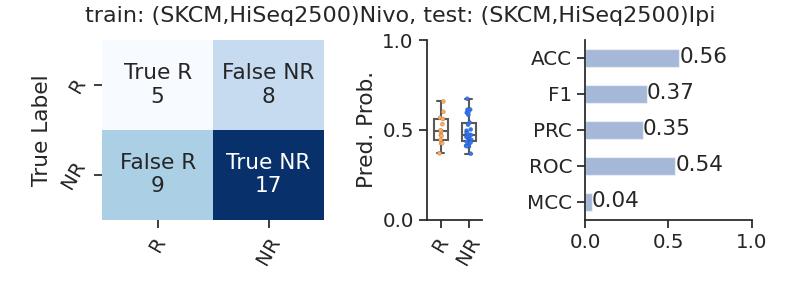 train: (SKCM,HiSeq2500)Nivo, test: (SKCM,HiSeq2500)Ipi
True Label
R
NR
True R
5
False NR
8
False R
9
True NR
17
R
NR
Pred. Prob.
1.0
0.5
0.0
R
NR
ACC
0.56
F1
0.37
PRC
0.35
ROC
0.54
MCC
0.04
0.0
0.5
1.0